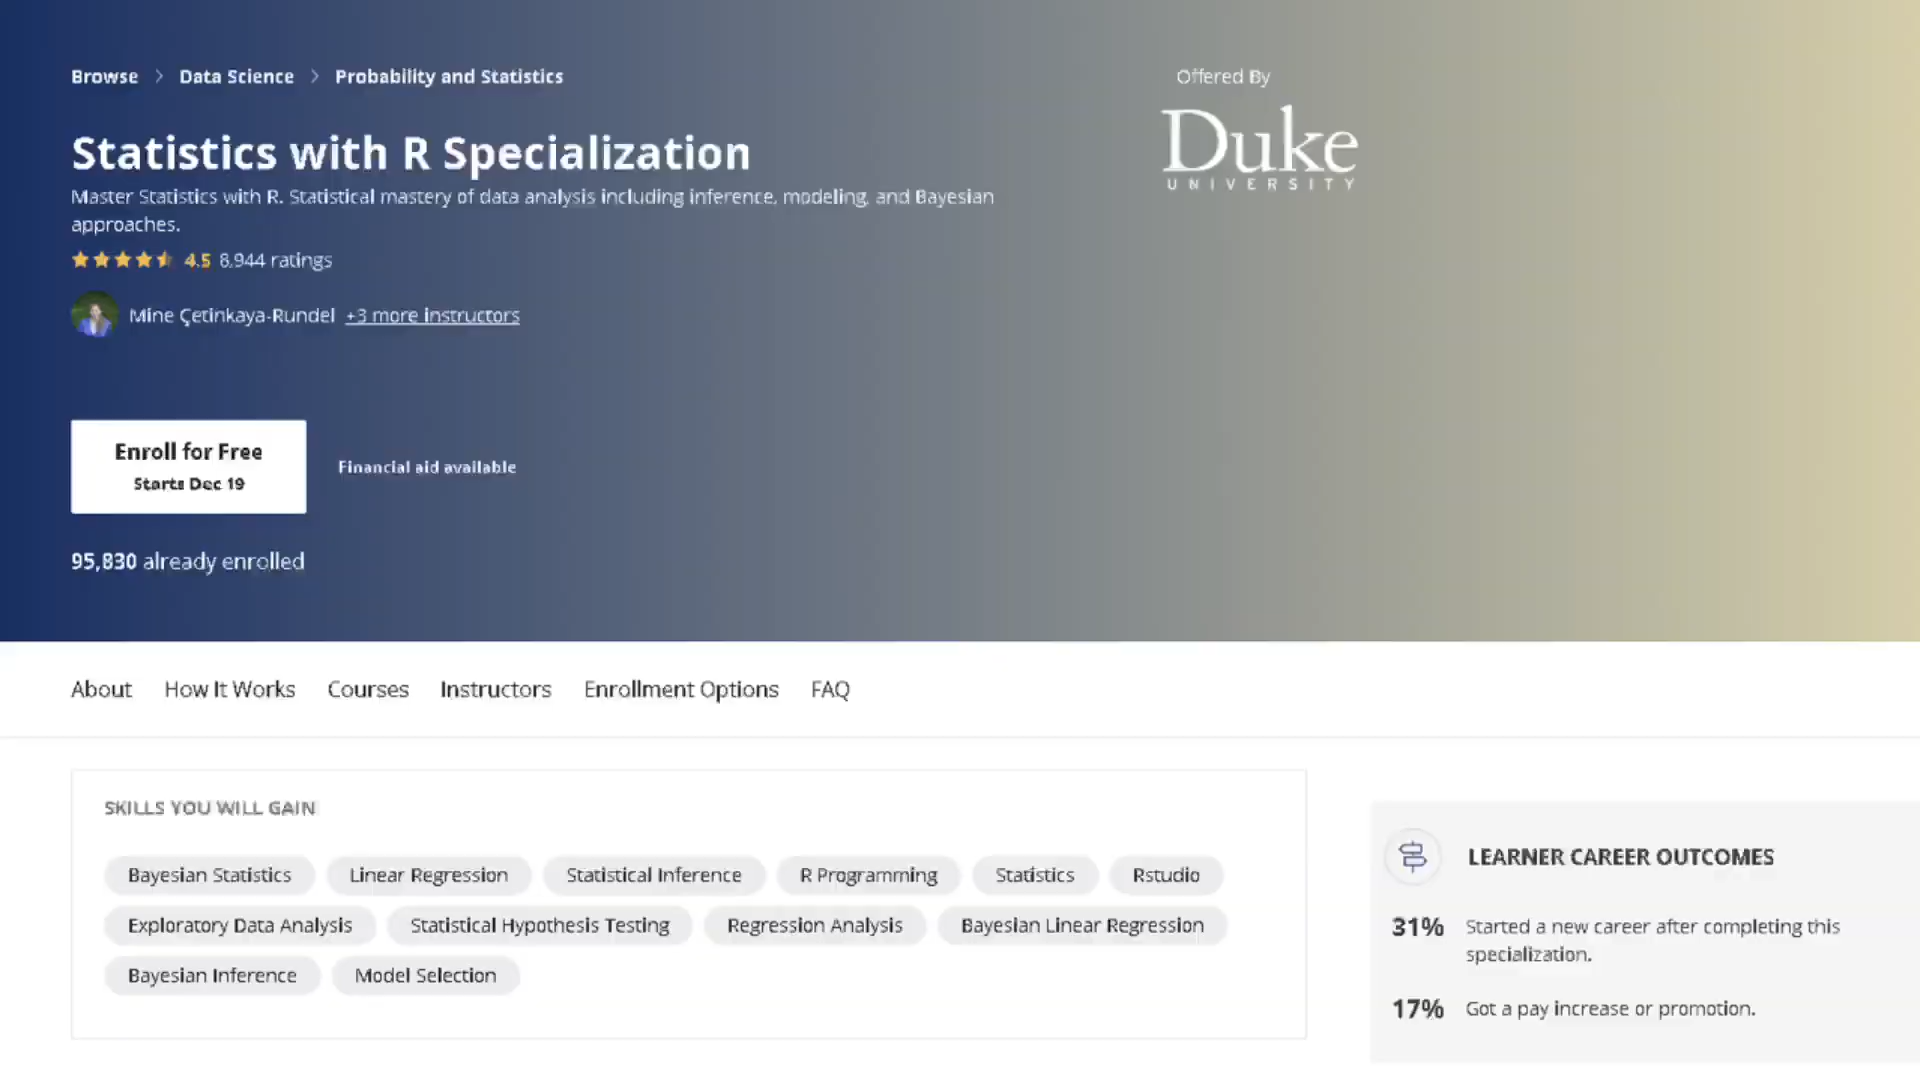 Browse > Data Science > Probability and Statistics
Offered By
Duke
UNIVERSITY
Statistics with R Specialization
Master Statistics with R. Statistical mastery of data analysis including inference, modeling, and Bayesian
approaches.
4.5 8,944 ratings
Mine Çetinkaya-Rundel +3 more instructors
Enroll for Free
Starts Dec 19
Financial aid available
95,830 already enrolled
About How It Works Courses Instructors Enrollment Options FAQ
SKILLS YOU WILL GAIN
Bayesian Statistics Linear Regression Statistical Inference R Programming Statistics Rstudio
Exploratory Data Analysis Statistical Hypothesis Testing Regression Analysis Bayesian Linear Regression
Bayesian Inference Model Selection
LEARNER CAREER OUTCOMES
31% Started a new career after completing this
specialization.
17% Got a pay increase or promotion.